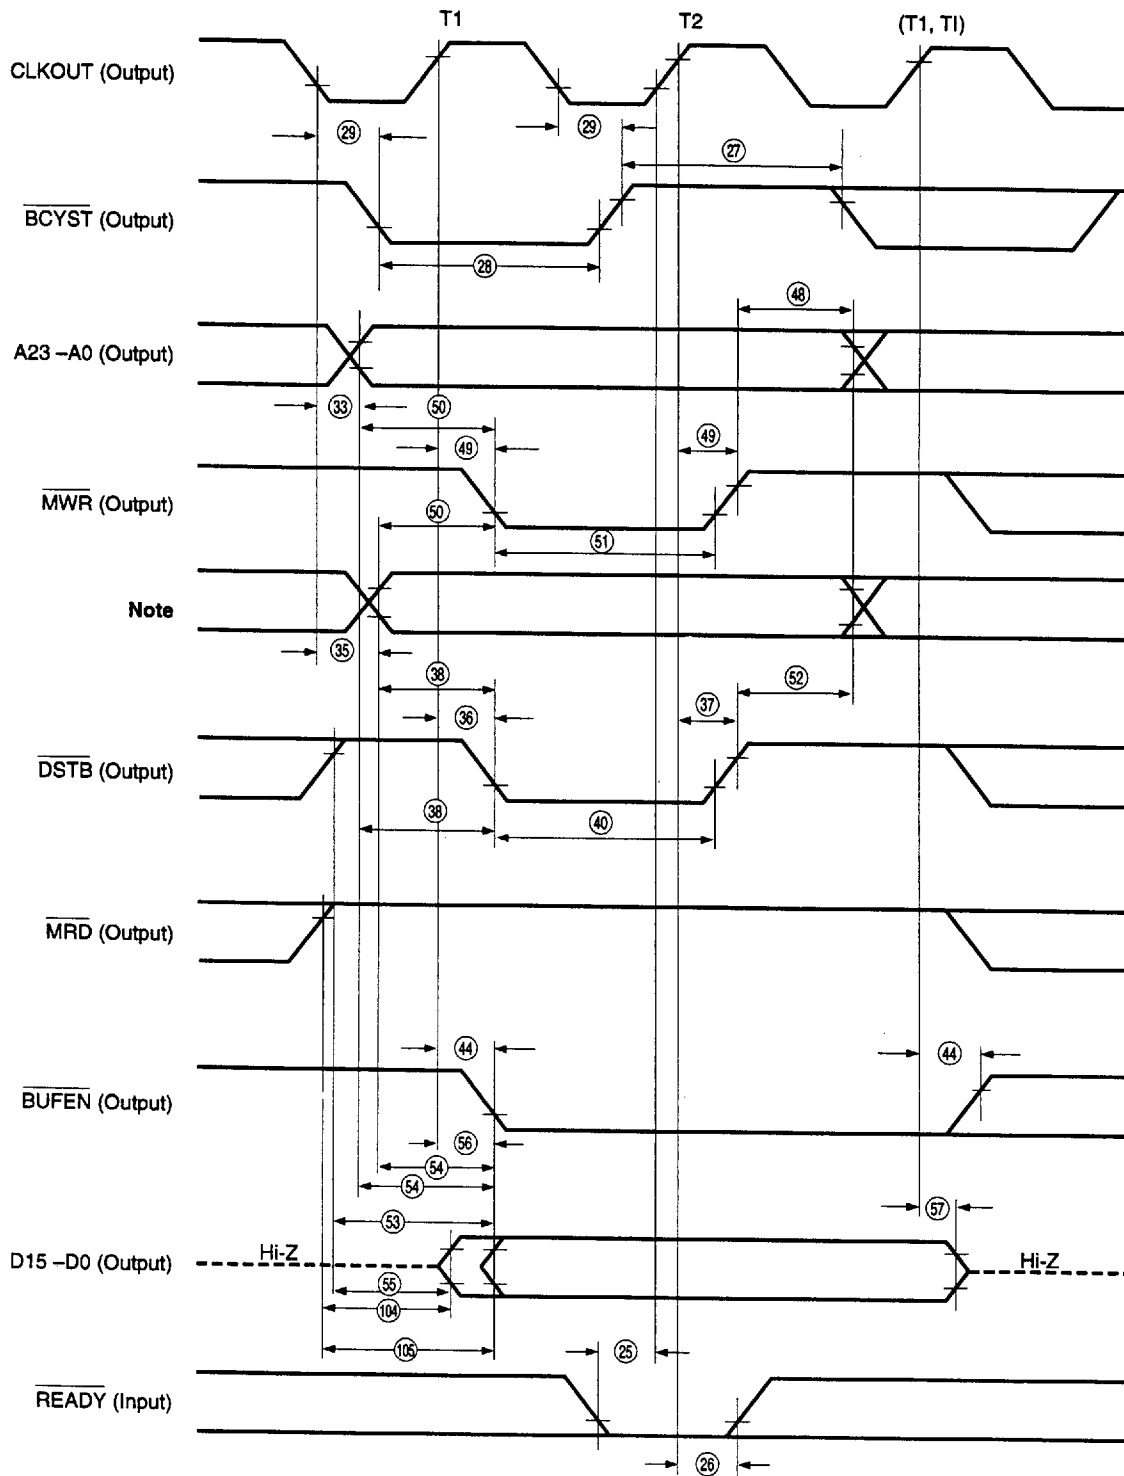 T1 T2 (T1, TI)
CLKOUT (Output)
29 29
27
BCYST (Output)
28
48
A23 –A0 (Output)
33 50
49 49
MWR (Output)
50
51
Note
35
38 52
36 37
DSTB (Output)
38 40
MRD (Output)
44 44
BUFEN (Output)
56
54
54
53 57
D15 –D0 (Output) Hi-Z Hi-Z
55
104
105 25
READY (Input)
26